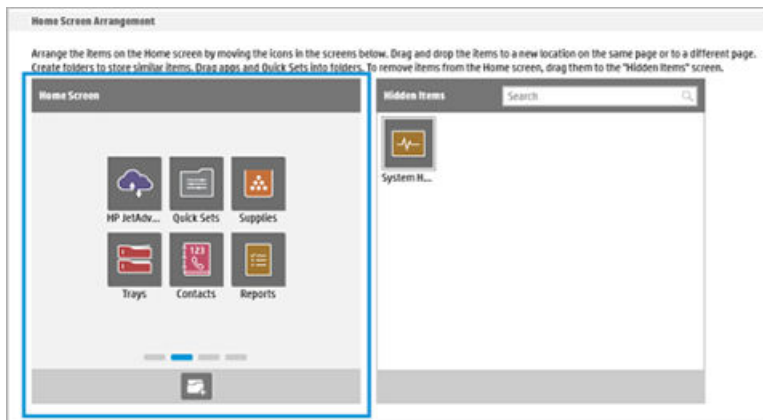 Home Screen Arrangement
Arrange the items on the Home screen by moving the icons in the screens below. Drag and drop the items to a new location on the same page or to a different page.
Create folders to store similar items. Drag apps and Quick Sets into folders. To remove items from the Home screen, drag them to the "Hidden Items" screen.
Home Screen
HP JetAdv... Quick Sets Supplies
123
Trays Contacts Reports
Hidden Items Search
System H...